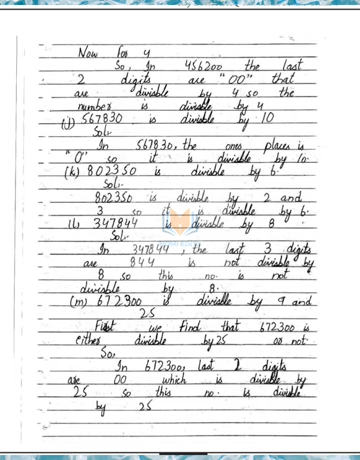 Now for 4
So, In 456200 the last
2 digits are "00" that
are divisible by 4 so the
number is divisible by 4
(j) 567830 is divisible by 10
Sol:-
In 567830, the ones places is
"0" so it is divisible by 10.
(k) 802350 is divisible by 6.
Sol:-
802350 is divisible by 2 and
3 so it is divisible by 6.
(l) 347844 is divisible by 8
Sol:-
In 347844, the last 3 digits
are 844 is not divisible by
8 so this no. is not
divisible by 8.
(m) 672300 is divisible by 9 and
25
First we find that 672300 is
either divisible by 25 or not.
So,
In 672300, last 2 digits
are 00 which is divisible by
25 so this no. is divisible
by 25